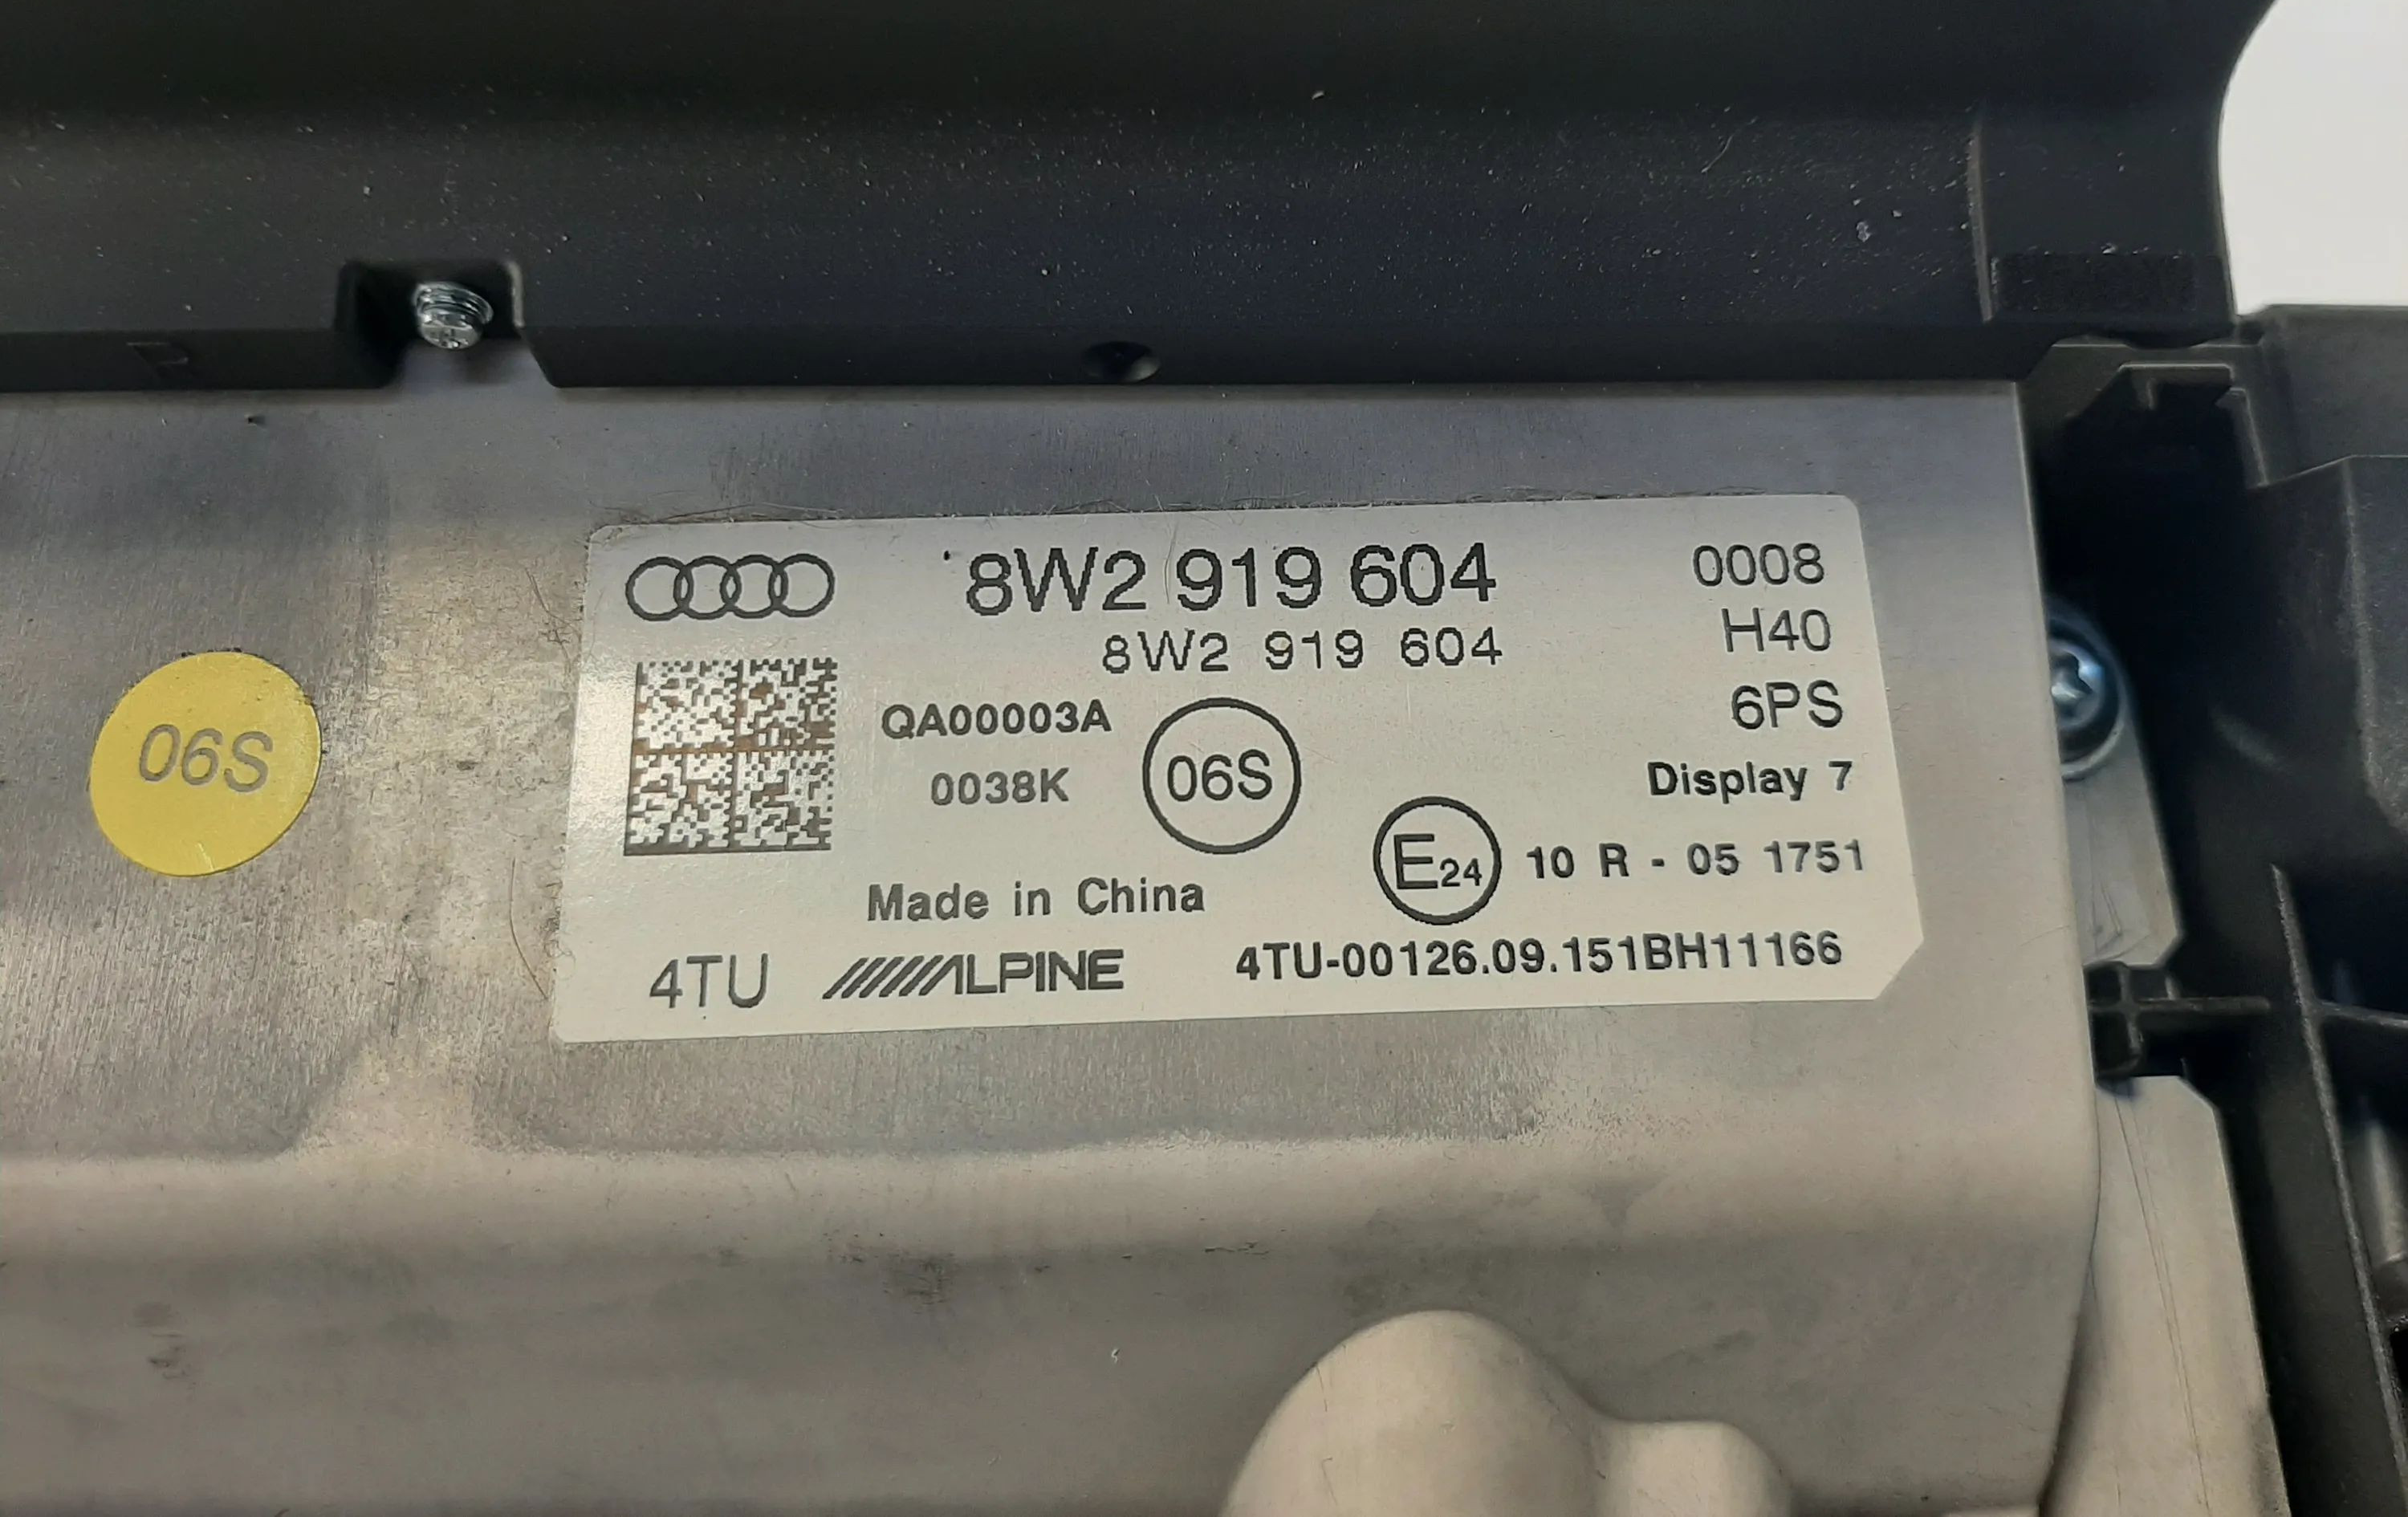 8W2 919 604 0008
8W2 919 604 H40
QA00003A 06S 6PS
0038K Display 7
E24 10 R - 05 1751
Made in China
4TU ALPINE 4TU-00126.09.151BH11166
06S